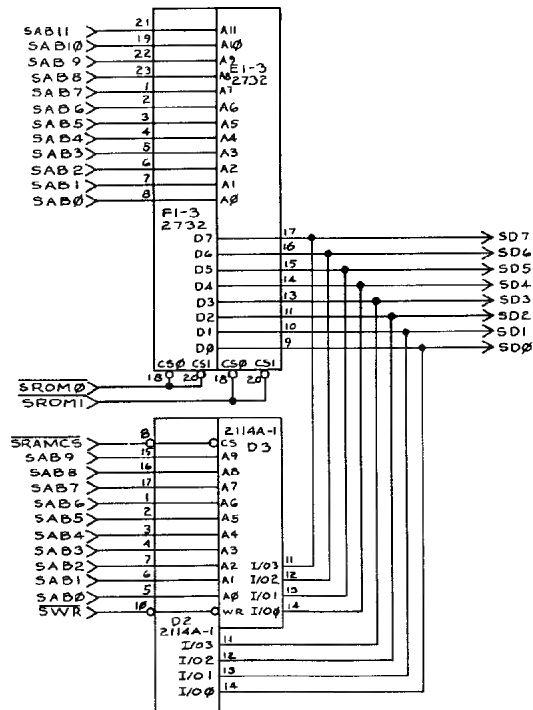 SAB11 21 A11
SAB10 19 A10
SAB9 22 A9
E1-3
SAB8 23 A8
2732
SAB7 1 A7
SAB6 2 A6
SAB5 3 A5
SAB4 4 A4
SAB3 5 A3
SAB2 6 A2
SAB1 7 A1
SAB0 8 A0
F1-3
2732
D7 17 SD7
D6 16 SD6
D5 15 SD5
D4 14 SD4
D3 13 SD3
D2 11 SD2
D1 10 SD1
D0 9 SD0
CS0 CS1 CS0 CS1
18 20 18 20
SROM0
SROM1
2114A-1
SRAMCS 8 CS
D3
SAB9 15 A9
SAB8 16 A8
SAB7 17 A7
SAB6 1 A6
SAB5 2 A5
SAB4 3 A4
SAB3 4 A3
SAB2 7 A2 I/O3 11
SAB1 6 A1 I/O2 12
SAB0 5 A0 I/O1 13
SWR 10 WR I/O0 14
D2
2114A-1
I/O3 11
I/O2 12
I/O1 13
I/O0 14